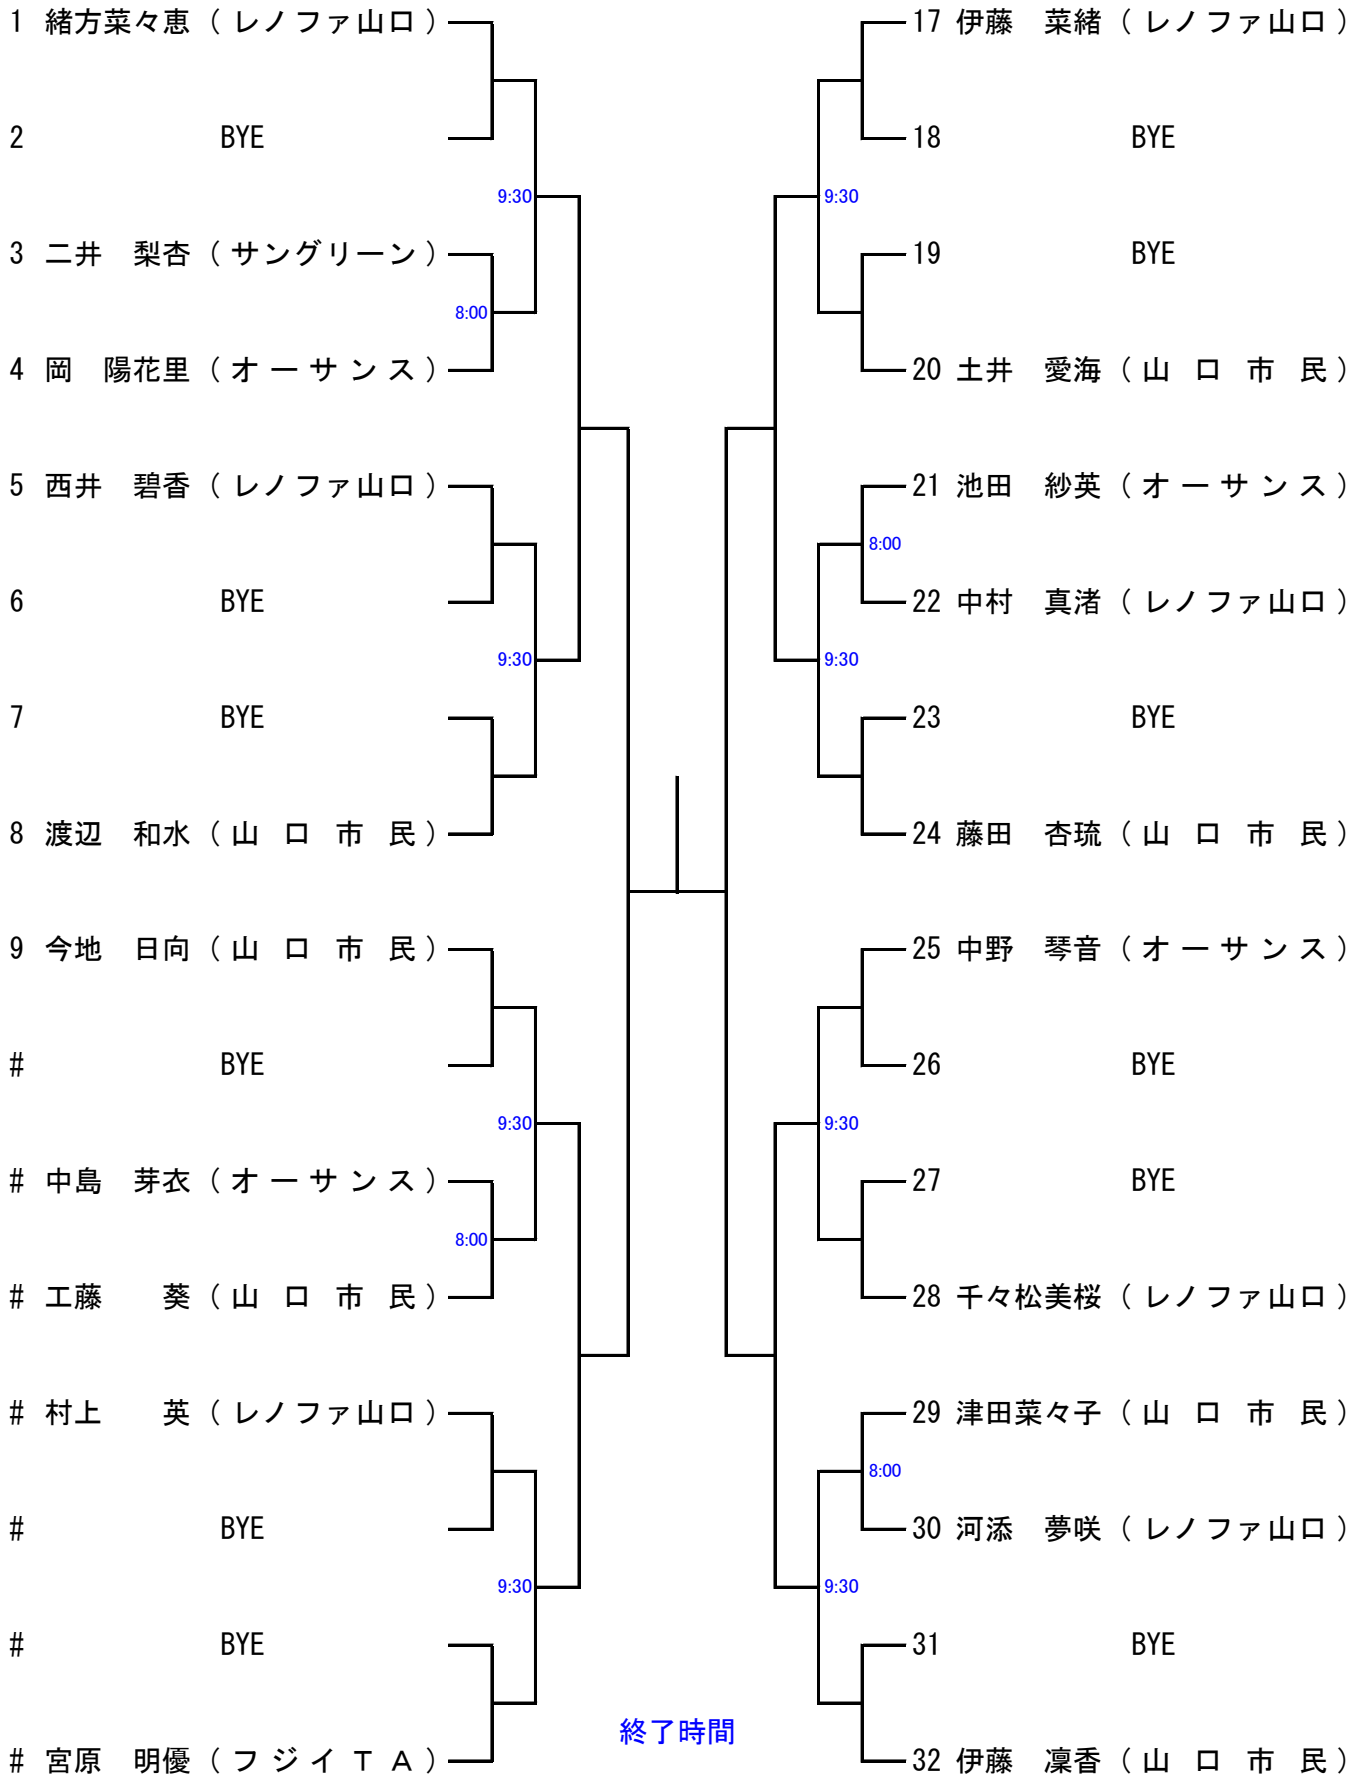 1 緒方菜々恵 ( レノファ山口 )
2 BYE
9:30
3 二井 梨杏 ( サングリーン )
8:00
4 岡 陽花里 ( オーサンス )
5 西井 碧香 ( レノファ山口 )
6 BYE
9:30
7 BYE
8 渡辺 和水 ( 山口市民 )
9 今地 日向 ( 山口市民 )
# BYE
9:30
# 中島 芽衣 ( オーサンス )
8:00
# 工藤 葵 ( 山口市民 )
# 村上 英 ( レノファ山口 )
# BYE
9:30
# BYE
# 宮原 明優 ( フジイTA )
17 伊藤 菜緒 ( レノファ山口 )
18 BYE
9:30
19 BYE
20 土井 愛海 ( 山口市民 )
21 池田 紗英 ( オーサンス )
8:00
22 中村 真渚 ( レノファ山口 )
9:30
23 BYE
24 藤田 杏琉 ( 山口市民 )
25 中野 琴音 ( オーサンス )
26 BYE
9:30
27 BYE
28 千々松美桜 ( レノファ山口 )
29 津田菜々子 ( 山口市民 )
8:00
30 河添 夢咲 ( レノファ山口 )
9:30
31 BYE
32 伊藤 凜香 ( 山口市民 )
終了時間